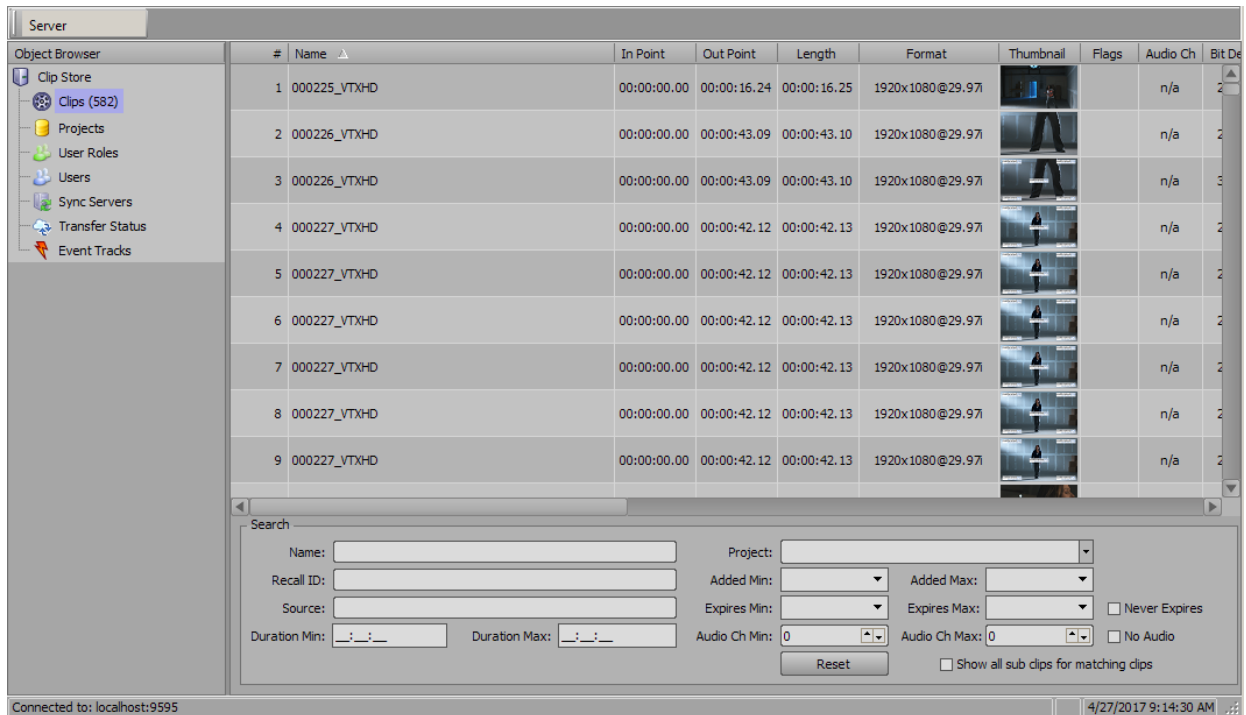 Server
Object Browser
Clip Store
Clips (582)
Projects
User Roles
Users
Sync Servers
Transfer Status
Event Tracks
# Name In Point Out Point Length Format Thumbnail Flags Audio Ch Bit De
1 000225_VTXHD 00:00:00.00 00:00:16.24 00:00:16.25 1920x1080@29.97i n/a 2
2 000226_VTXHD 00:00:00.00 00:00:43.09 00:00:43.10 1920x1080@29.97i n/a 2
3 000226_VTXHD 00:00:00.00 00:00:43.09 00:00:43.10 1920x1080@29.97i n/a 3
4 000227_VTXHD 00:00:00.00 00:00:42.12 00:00:42.13 1920x1080@29.97i n/a 2
5 000227_VTXHD 00:00:00.00 00:00:42.12 00:00:42.13 1920x1080@29.97i n/a 2
6 000227_VTXHD 00:00:00.00 00:00:42.12 00:00:42.13 1920x1080@29.97i n/a 2
7 000227_VTXHD 00:00:00.00 00:00:42.12 00:00:42.13 1920x1080@29.97i n/a 2
8 000227_VTXHD 00:00:00.00 00:00:42.12 00:00:42.13 1920x1080@29.97i n/a 2
9 000227_VTXHD 00:00:00.00 00:00:42.12 00:00:42.13 1920x1080@29.97i n/a 2
Search
Name: Project:
Recall ID: Added Min: Added Max:
Source: Expires Min: Expires Max: Never Expires
Duration Min: __:__:__ Duration Max: __:__:__ Audio Ch Min: 0 Audio Ch Max: 0 No Audio
Reset Show all sub clips for matching clips
Connected to: localhost:9595 4/27/2017 9:14:30 AM